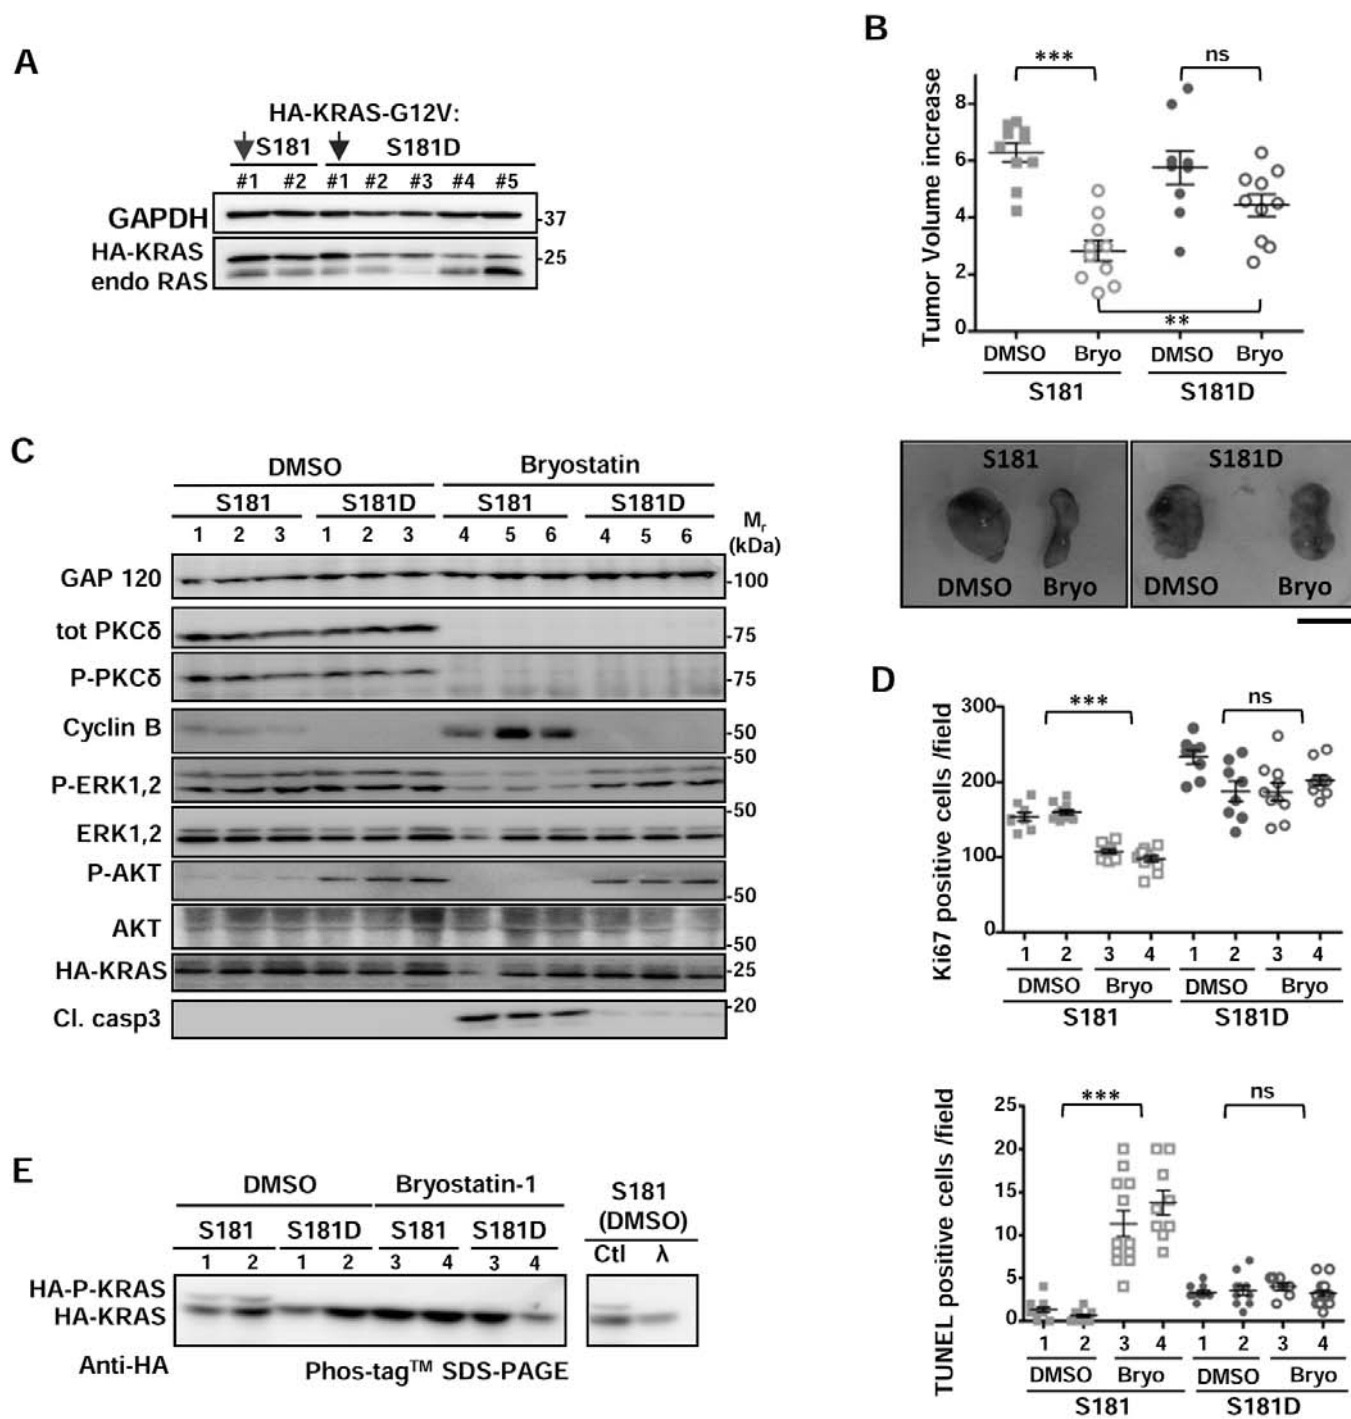 A
HA-KRAS-G12V:
S181 S181D
#1 #2 #1 #2 #3 #4 #5
GAPDH -37
HA-KRAS -25
endo RAS
B
*** ns
Tumor Volume increase
8
6
4
2
0
**
DMSO Bryo DMSO Bryo
S181 S181D
S181 S181D
DMSO Bryo DMSO Bryo
C
DMSO Bryostatin
S181 S181D S181 S181D
1 2 3 1 2 3 4 5 6 4 5 6
Mr
(kDa)
GAP 120 -100
tot PKCδ -75
P-PKCδ -75
Cyclin B -50
-50
P-ERK1,2
-50
ERK1,2
P-AKT
-50
AKT
-50
HA-KRAS -25
-20
Cl. casp3
D
*** ns
Ki67 positive cells /field
300
200
100
0
1 2 3 4 1 2 3 4
DMSO Bryo DMSO Bryo
S181 S181D
*** ns
TUNEL positive cells /field
25
20
15
10
5
0
1 2 3 4 1 2 3 4
DMSO Bryo DMSO Bryo
S181 S181D
E
DMSO Bryostatin-1
S181 S181D S181 S181D
1 2 1 2 3 4 3 4
S181
(DMSO)
Ctl λ
HA-P-KRAS
HA-KRAS
Anti-HA Phos-tag™ SDS-PAGE